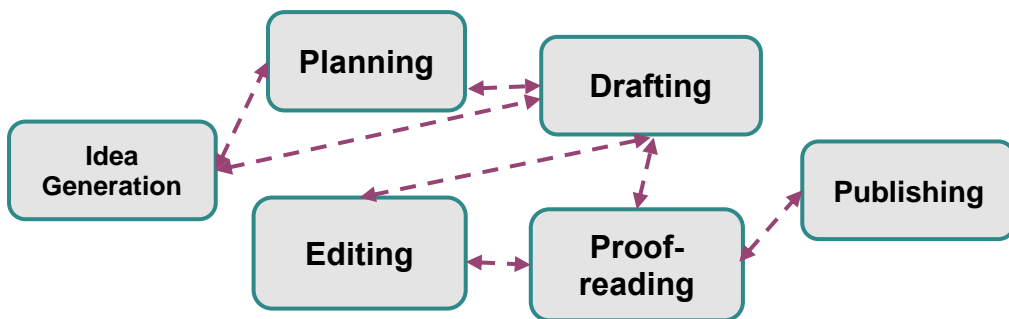 Planning
Drafting
Idea
Generation
Publishing
Editing
Proof-
reading